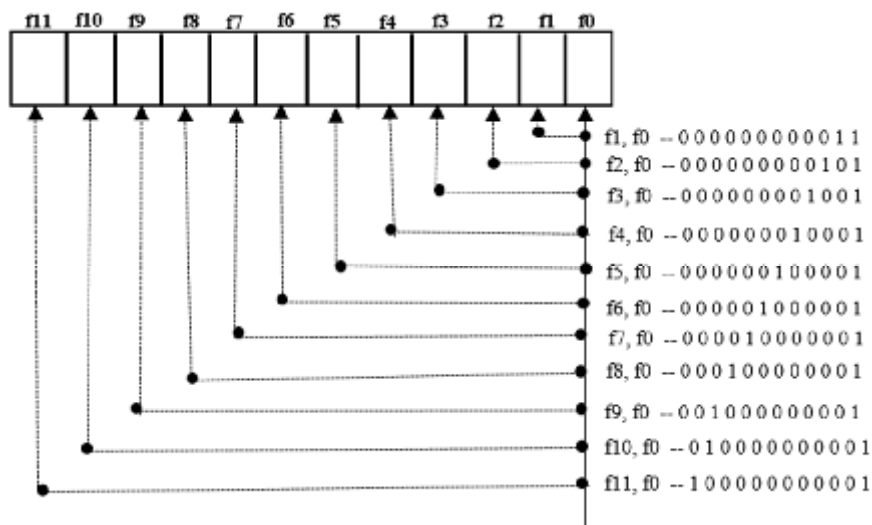 f11 f10 f9 f8 f7 f6 f5 f4 f3 f2 f1 f0
f1, f0 -- 0 0 0 0 0 0 0 0 0 0 1 1
f2, f0 -- 0 0 0 0 0 0 0 0 0 1 0 1
f3, f0 -- 0 0 0 0 0 0 0 0 1 0 0 1
f4, f0 -- 0 0 0 0 0 0 0 1 0 0 0 1
f5, f0 -- 0 0 0 0 0 0 1 0 0 0 0 1
f6, f0 -- 0 0 0 0 0 1 0 0 0 0 0 1
f7, f0 -- 0 0 0 0 1 0 0 0 0 0 0 1
f8, f0 -- 0 0 0 1 0 0 0 0 0 0 0 1
f9, f0 -- 0 0 1 0 0 0 0 0 0 0 0 1
f10, f0 -- 0 1 0 0 0 0 0 0 0 0 0 1
f11, f0 -- 1 0 0 0 0 0 0 0 0 0 0 1